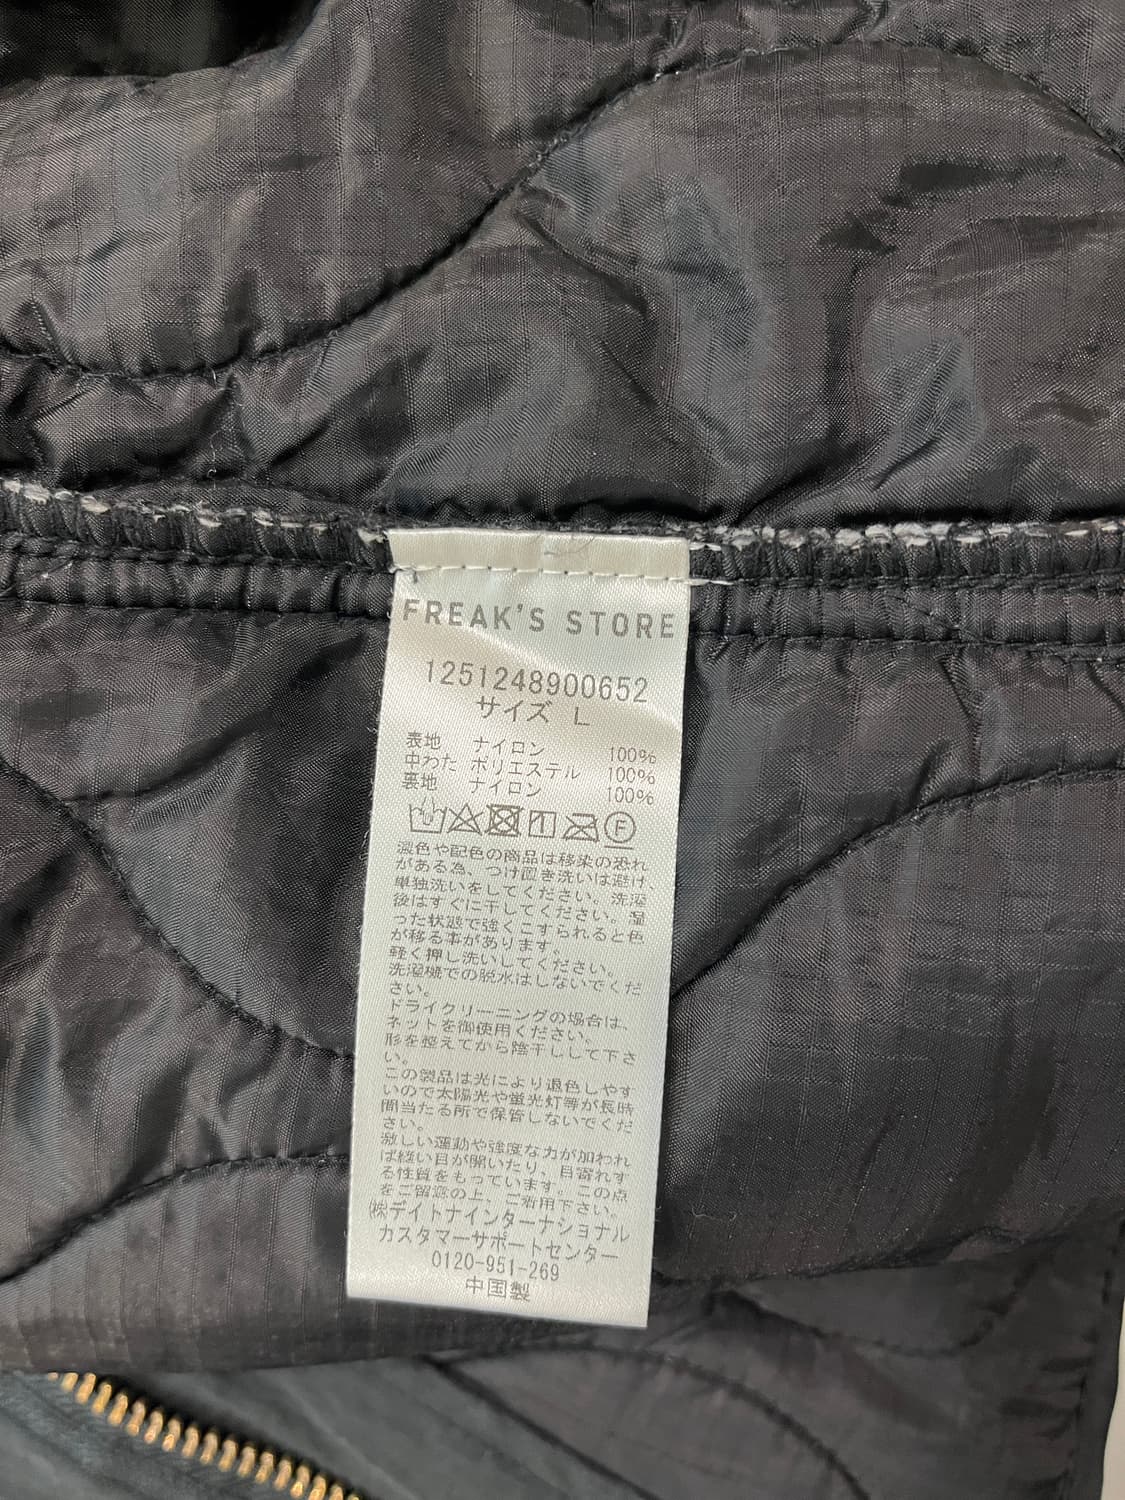 FREAK'S STORE
1251248900652
サイズ L
表地 ナイロン 100%
中わた ポリエステル 100%
裏地 ナイロン 100%
F
濃色や配色の商品は移染の恐れ
がある為、つけ置き洗いは避け、
単独洗いをしてください。洗濯
後はすぐに干してください。湿
った状態で強くこすられると色
が移る事があります。
軽く押し洗いしてください。
洗濯機での脱水はしないでくだ
さい。
ドライクリーニングの場合は、
ネットを御使用ください。
形を整えてから陰干しして下さ
い。
この製品は光により退色しやす
いので太陽光や蛍光灯等が長時
間当たる所で保管しないでくだ
さい。
激しい運動や強度な力が加われ
ば縫い目が開いたり、目寄れす
る性質をもっています。この点
をご留意の上、ご着用下さい。
㈱デイトナインターナショナル
カスタマーサポートセンター
0120-951-269
中国製